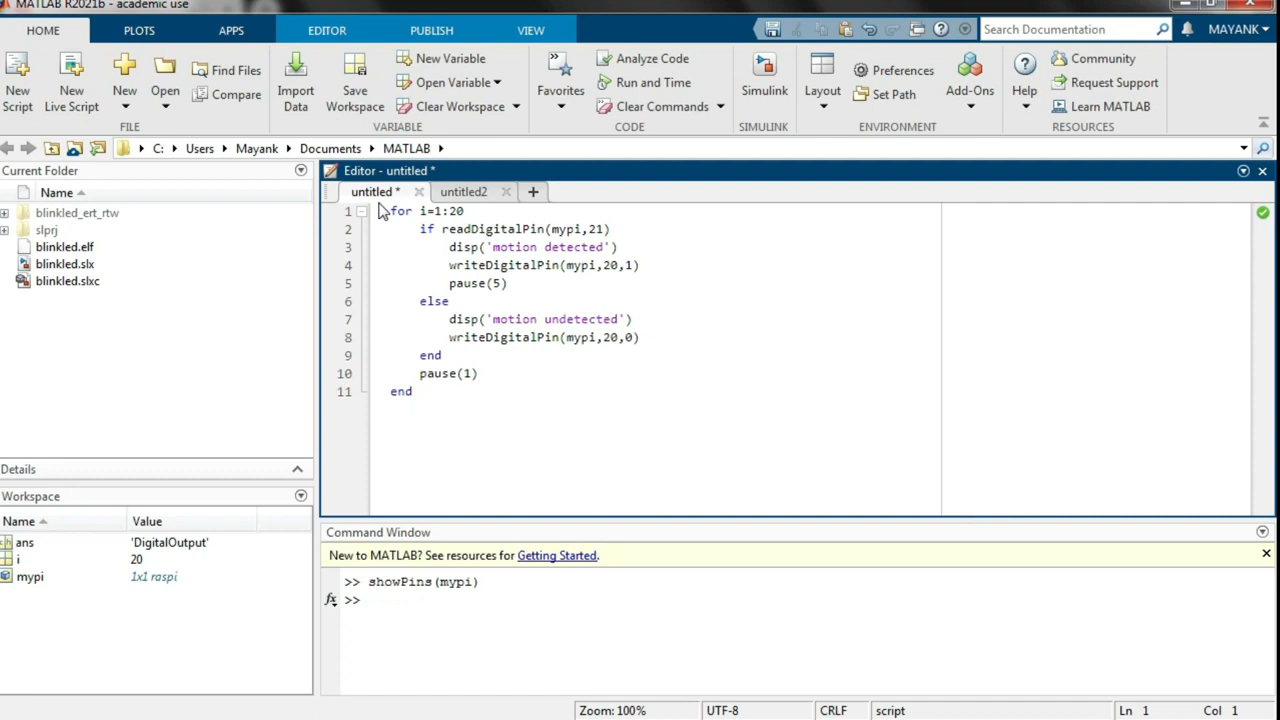 MATLAB R2021b - academic use
HOME PLOTS APPS EDITOR PUBLISH VIEW Search Documentation MAYANK
New Script
New Live Script
New
Open
Find Files
Compare
FILE
Import Data
Save Workspace
New Variable
Open Variable
Clear Workspace
VARIABLE
Favorites
Analyze Code
Run and Time
Clear Commands
CODE
Simulink
SIMULINK
Layout
Preferences
Set Path
Add-Ons
ENVIRONMENT
Help
Community
Request Support
Learn MATLAB
RESOURCES
C: Users Mayank Documents MATLAB
Current Folder
Name
blinkled_ert_rtw
slprj
blinkled.elf
blinkled.slx
blinkled.slxc
Details
Workspace
Name Value
ans 'DigitalOutput'
i 20
mypi 1x1 raspi
Editor - untitled *
untitled * untitled2
1 for i=1:20
2 if readDigitalPin(mypi,21)
3 disp('motion detected')
4 writeDigitalPin(mypi,20,1)
5 pause(5)
6 else
7 disp('motion undetected')
8 writeDigitalPin(mypi,20,0)
9 end
10 pause(1)
11 end
Command Window
New to MATLAB? See resources for Getting Started.
>> showPins(mypi)
fx >>
Zoom: 100% UTF-8 CRLF script Ln 1 Col 1